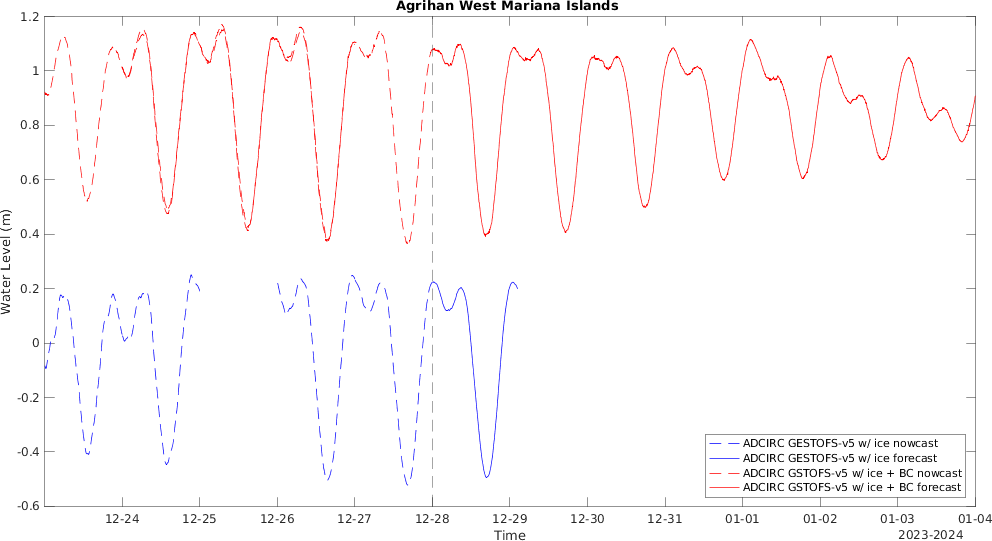 Agrihan West Mariana Islands
1.2
1
0.8
0.6
0.4
0.2
0
-0.2
-0.4
-0.6
Water Level (m)
ADCIRC GESTOFS-v5 w/ ice nowcast
ADCIRC GESTOFS-v5 w/ ice forecast
ADCIRC GSTOFS-v5 w/ ice + BC nowcast
ADCIRC GSTOFS-v5 w/ ice + BC forecast
12-24 12-25 12-26 12-27 12-28 12-29 12-30 12-31 01-01 01-02 01-03 01-04
Time
2023-2024